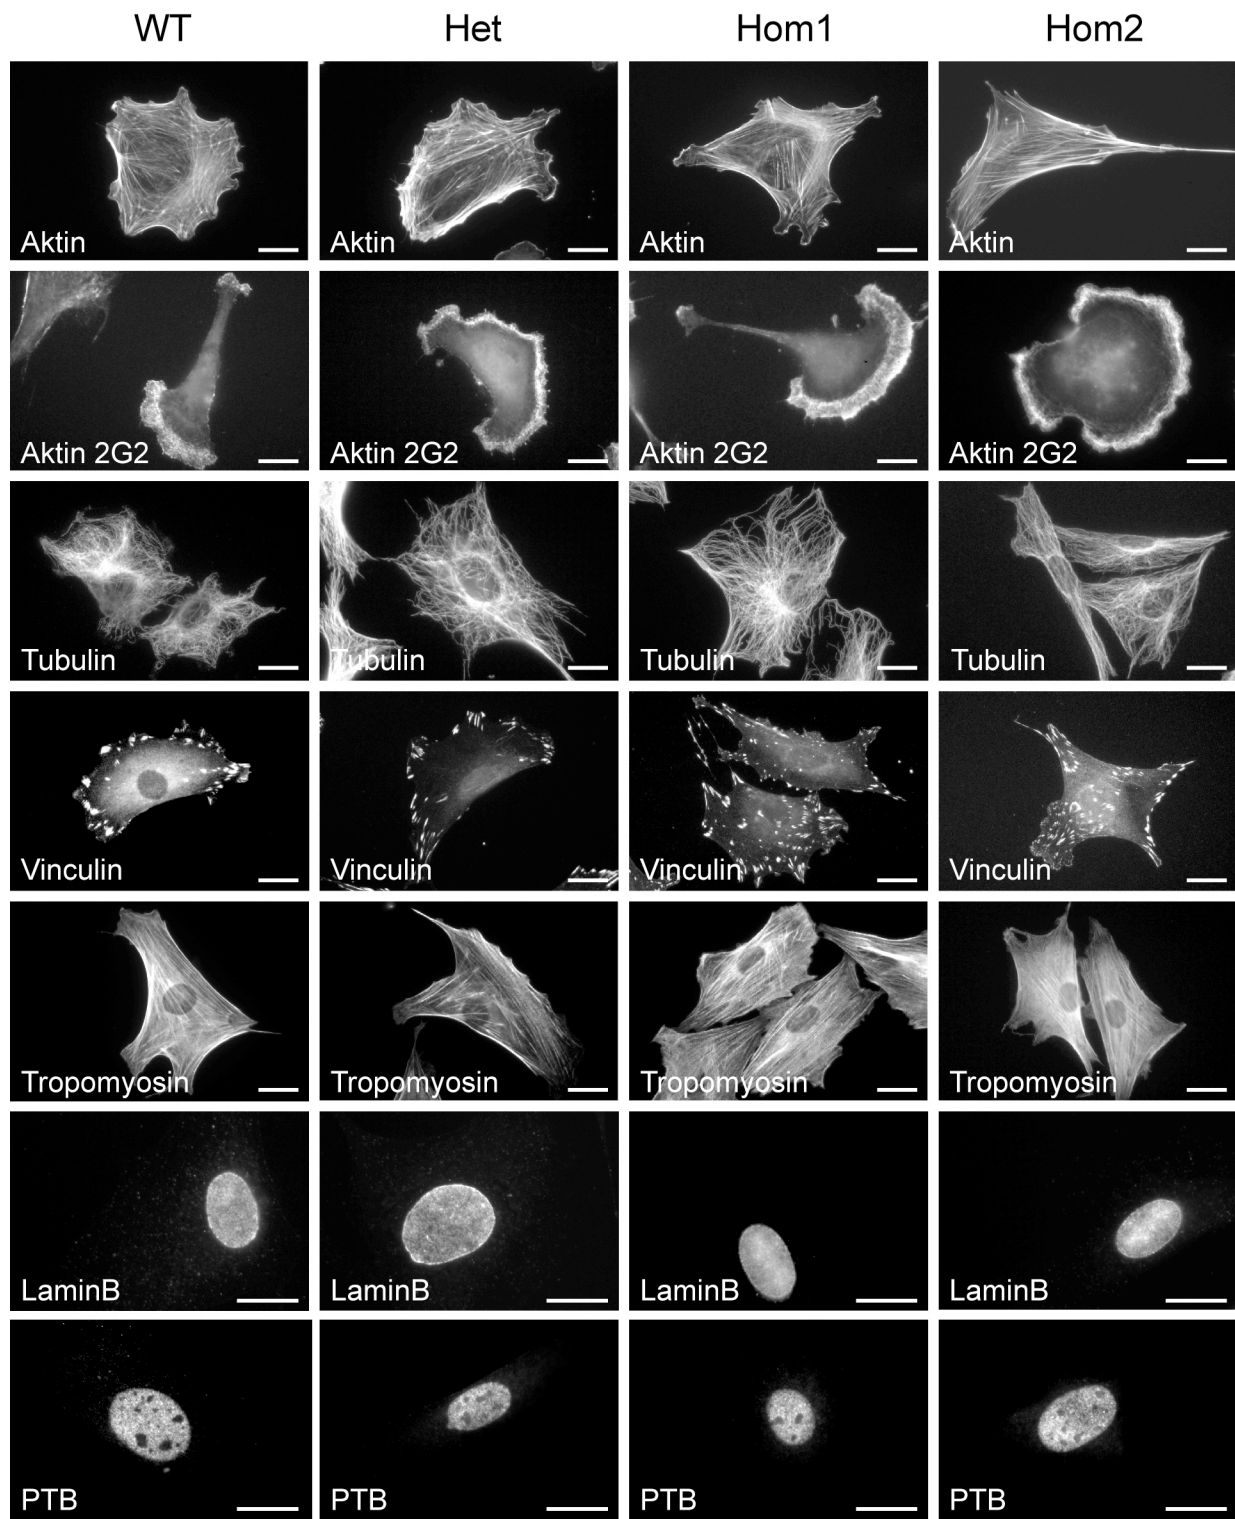 WT Het Hom1 Hom2
Aktin Aktin Aktin Aktin
Aktin 2G2 Aktin 2G2 Aktin 2G2 Aktin 2G2
Tubulin Tubulin Tubulin Tubulin
Vinculin Vinculin Vinculin Vinculin
Tropomyosin Tropomyosin Tropomyosin Tropomyosin
LaminB LaminB LaminB LaminB
PTB PTB PTB PTB